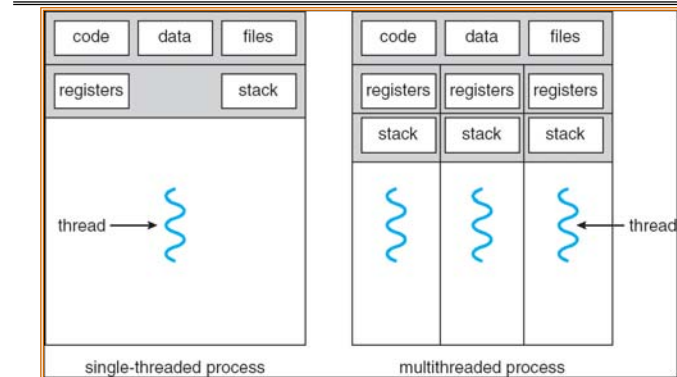 code data files code data files
registers stack registers registers registers
stack stack stack
thread thread
single-threaded process multithreaded process